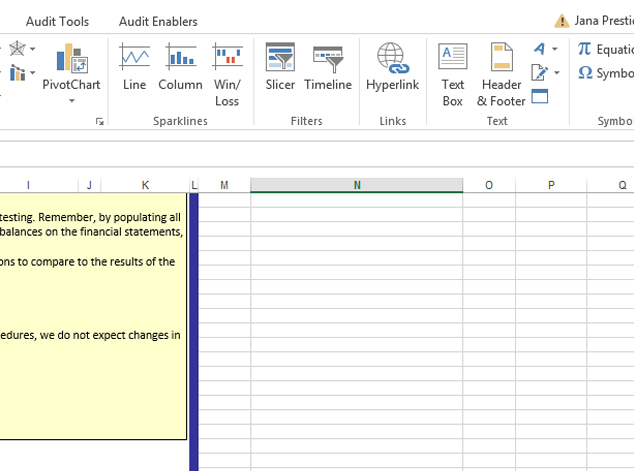 Audit Tools Audit Enablers
Jana Prestic
PivotChart
Line Column Win/
Loss
Slicer Timeline
Hyperlink
Text
Box
Header
& Footer
A
A
π Equatio
Ω Symbo
Sparklines Filters Links Text Symbo
I J K L M N O P Q
testing. Remember, by populating all
balances on the financial statements,
ons to compare to the results of the
edures, we do not expect changes in